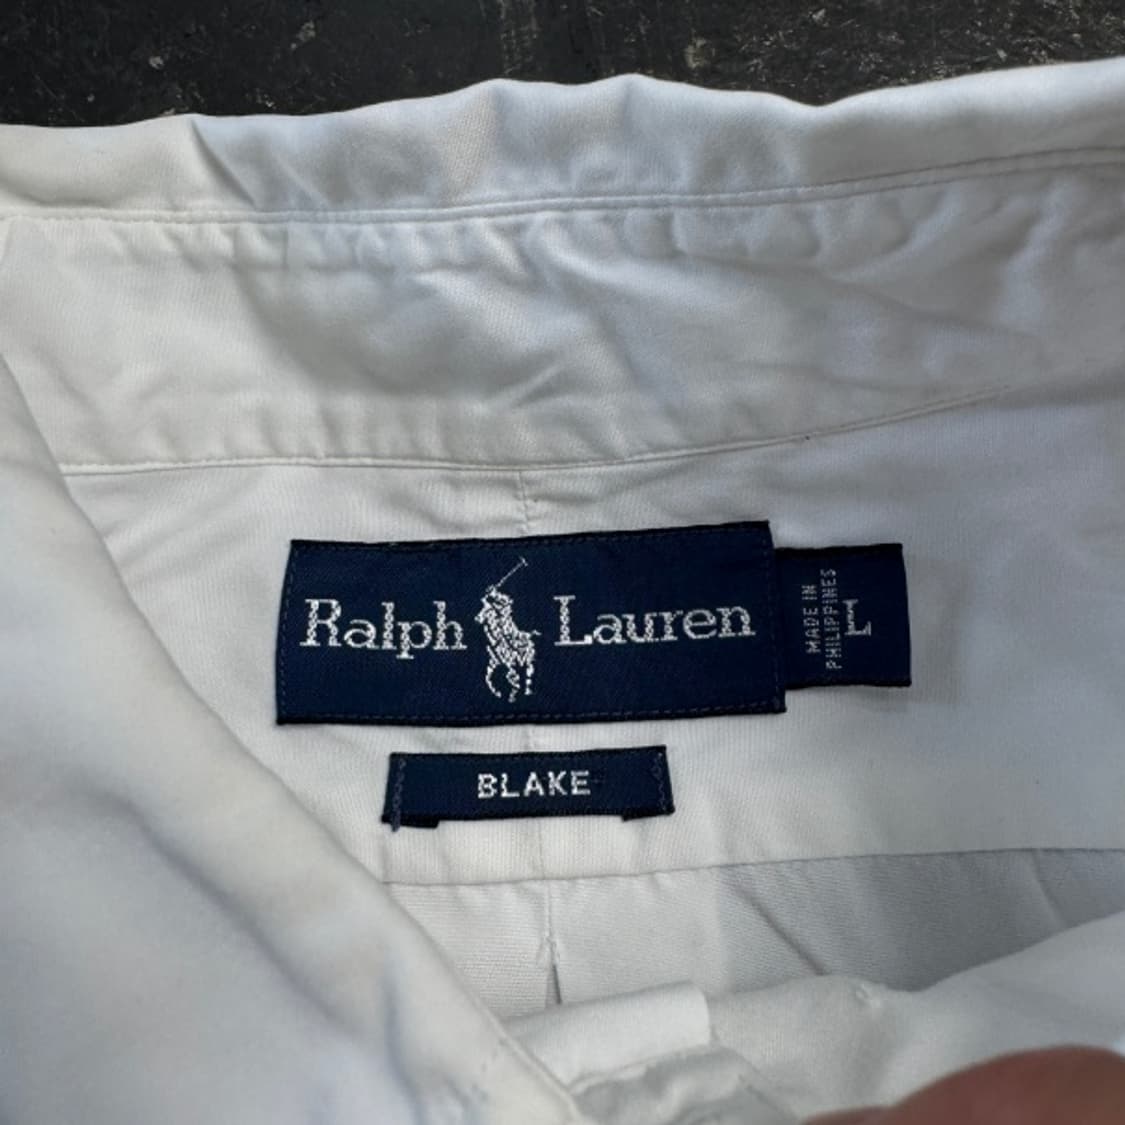 Ralph Lauren
MADE IN
PHILIPPINES
L
BLAKE